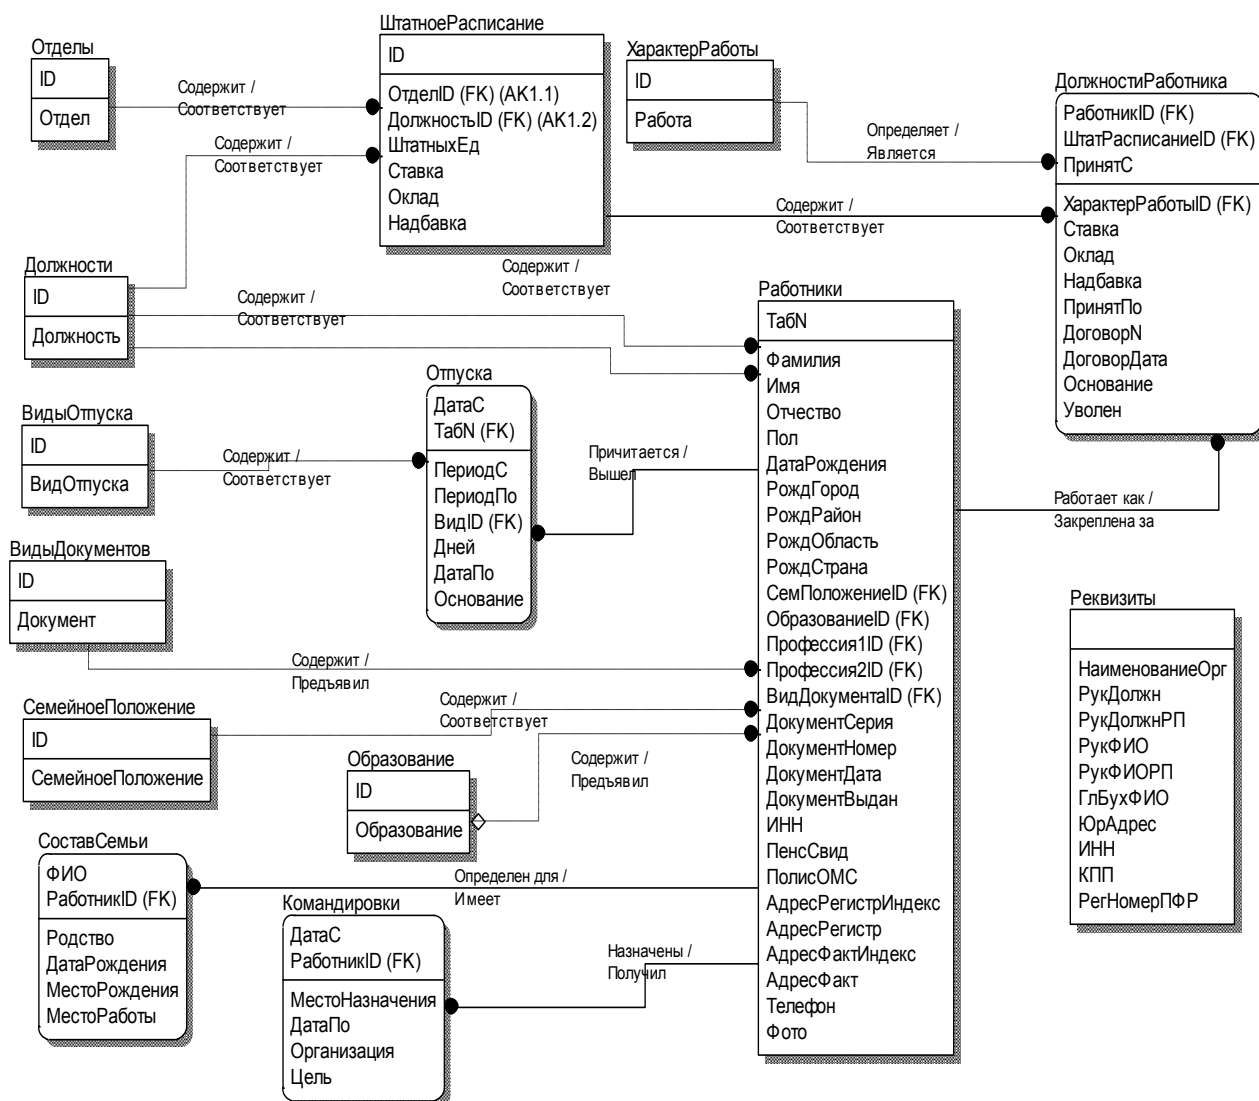 Отделы
ID
Отдел
Содержит /
Соответствует
ШтатноеРасписание
ID
ОтделID (FK) (AK1.1)
ДолжностьID (FK) (AK1.2)
ШтатныхЕд
Ставка
Оклад
Надбавка
ХарактерРаботы
ID
Работа
Определяет /
Является
ДолжностиРаботника
РаботникID (FK)
ШтатРасписаниеID (FK)
ПринятС
ХарактерРаботыID (FK)
Ставка
Оклад
Надбавка
ПринятПо
ДоговорN
ДоговорДата
Основание
Уволен
Содержит /
Соответствует
Содержит /
Соответствует
Должности
ID
Должность
Содержит /
Соответствует
Содержит /
Соответствует
Работники
ТабN
Фамилия
Имя
Отчество
Пол
ДатаРождения
РождГород
РождРайон
РождОбласть
РождСтрана
СемПоложениеID (FK)
ОбразованиеID (FK)
Профессия1ID (FK)
Профессия2ID (FK)
ВидДокументаID (FK)
ДокументСерия
ДокументНомер
ДокументДата
ДокументВыдан
ИНН
ПенсСвид
ПолисОМС
АдресРегистрИндекс
АдресРегистр
АдресФактИндекс
АдресФакт
Телефон
Фото
Отпуска
ДатаС
ТабN (FK)
ПериодС
ПериодПо
ВидID (FK)
Дней
ДатаПо
Основание
ВидыОтпуска
ID
ВидОтпуска
Содержит /
Соответствует
Причитается /
Вышел
Работает как /
Закреплена за
ВидыДокументов
ID
Документ
Содержит /
Предъявил
Реквизиты
НаименованиеОрг
РукДолжн
РукДолжнРП
РукФИО
РукФИОРП
ГлБухФИО
ЮрАдрес
ИНН
КПП
РегНомерПФР
СемейноеПоложение
ID
СемейноеПоложение
Содержит /
Соответствует
Образование
ID
Образование
Содержит /
Предъявил
СоставСемьи
ФИО
РаботникID (FK)
Родство
ДатаРождения
МестоРождения
МестоРаботы
Определен для /
Имеет
Командировки
ДатаС
РаботникID (FK)
МестоНазначения
ДатаПо
Организация
Цель
Назначены /
Получил